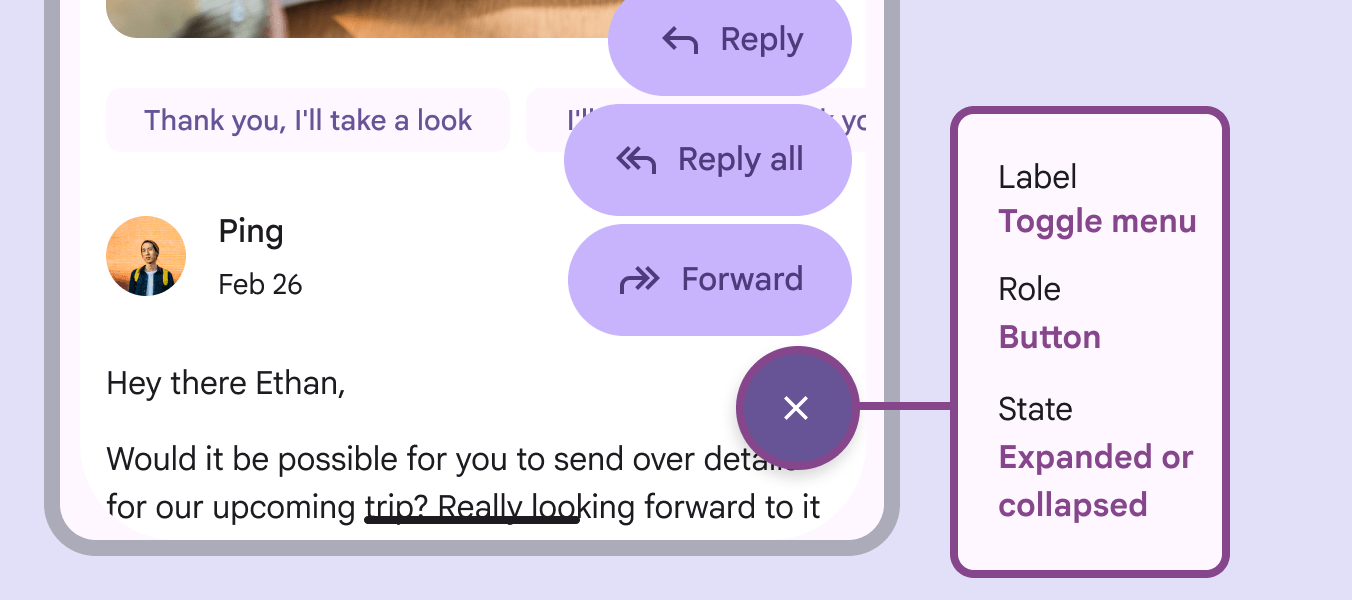 Reply
Thank you, I'll take a look
I'll
Reply all
Ping
Feb 26
Forward
Hey there Ethan,
Would it be possible for you to send over details
for our upcoming trip? Really looking forward to it
Label
Toggle menu
Role
Button
State
Expanded or
collapsed